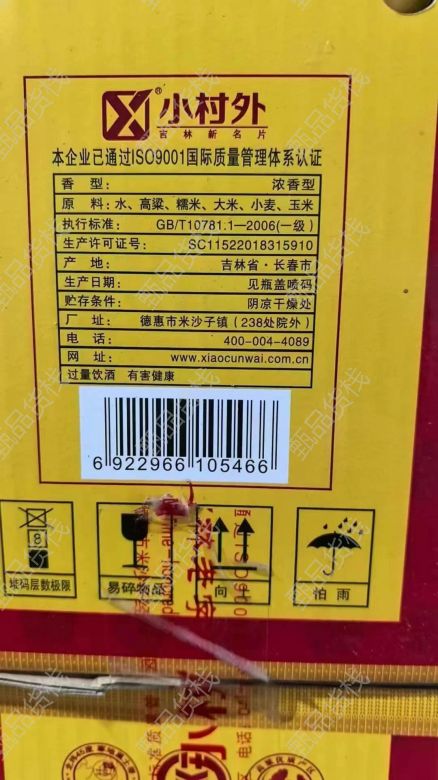 小村外®
吉林新名片
本企业已通过ISO9001国际质量管理体系认证
香型： 浓香型
原料：水、高粱、糯米、大米、小麦、玉米
执行标准： GB/T10781.1—2006(一级)
生产许可证号： SC11522018315910
产地： 吉林省·长春市
生产日期： 见瓶盖喷码
贮存条件： 阴凉干燥处
厂址： 德惠市米沙子镇（238处院外）
电话： 400-004-4089
网址： www.xiaocunwai.com.cn
过量饮酒 有害健康
6 922966 105466
8
堆码层数极限
易碎物品
向
怕雨
甄品货栈